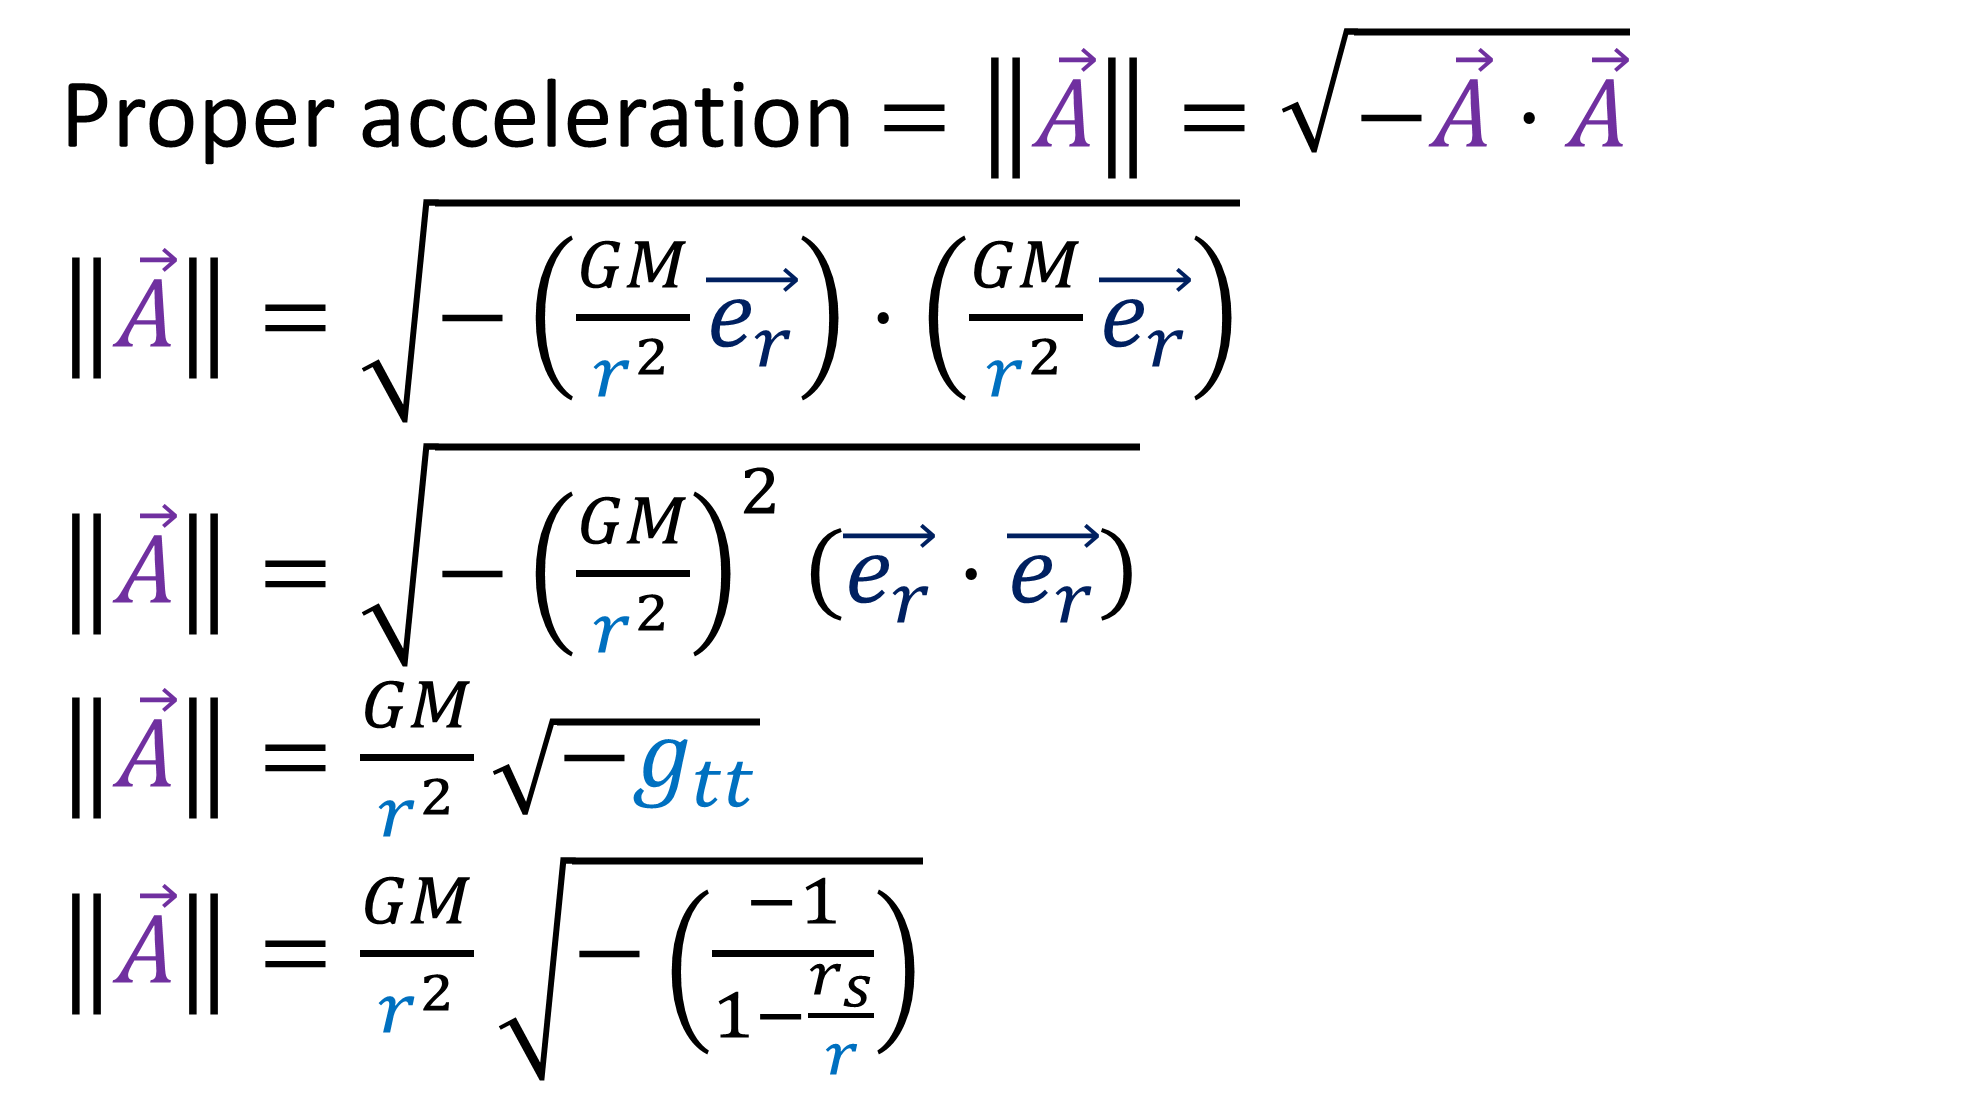 Proper acceleration = ‖A⃗‖ = √(−A⃗ · A⃗)
‖A⃗‖ = √(−(GM/r² e⃗_r) · (GM/r² e⃗_r))
‖A⃗‖ = √(−(GM/r²)² (e⃗_r · e⃗_r))
‖A⃗‖ = GM/r² √(−g_tt)
‖A⃗‖ = GM/r² √(−(−1/(1−r_s/r)))